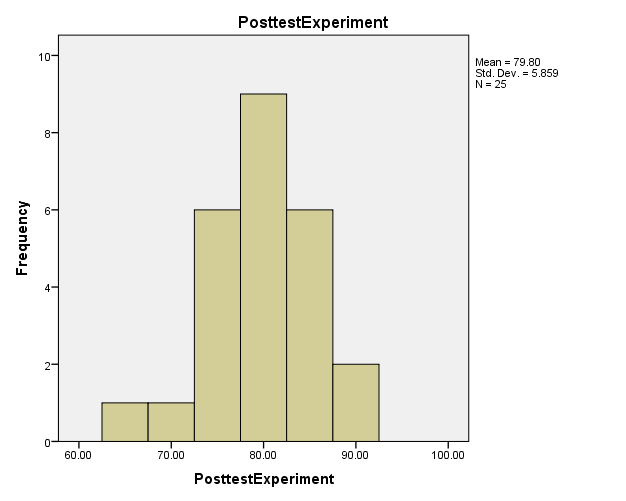 PosttestExperiment
Mean = 79.80
Std. Dev. = 5.859
N = 25
Frequency
10
8
6
4
2
0
60.00 70.00 80.00 90.00 100.00
PosttestExperiment